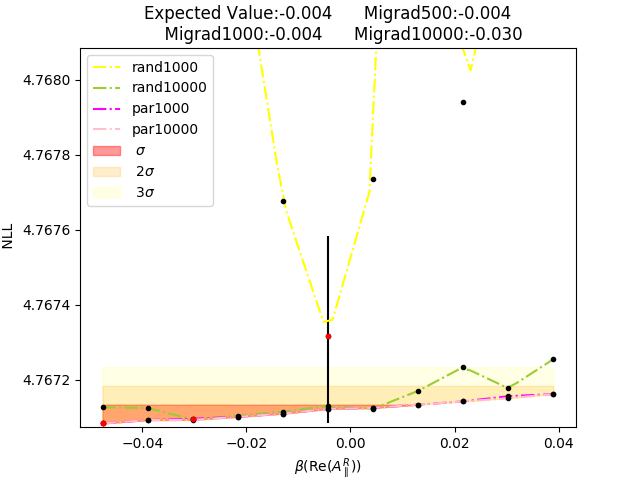 Expected Value:-0.004 Migrad500:-0.004
Migrad1000:-0.004 Migrad10000:-0.030
rand1000
rand10000
par1000
par10000
σ
2σ
3σ
NLL
4.7680
4.7678
4.7676
4.7674
4.7672
−0.04 −0.02 0.00 0.02 0.04
β(Re(A∥R))